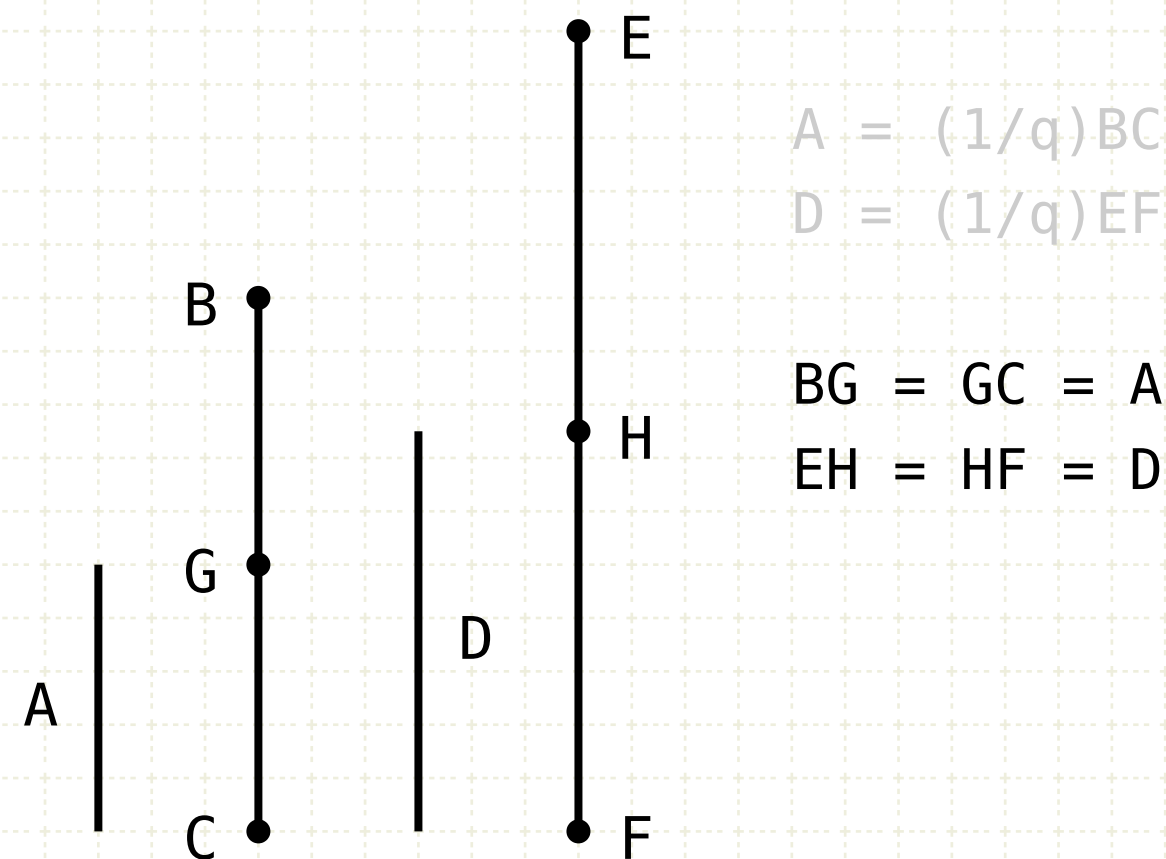 E
A = (1/q)BC
D = (1/q)EF
B
BG = GC = A
H
EH = HF = D
G
D
A
C
F